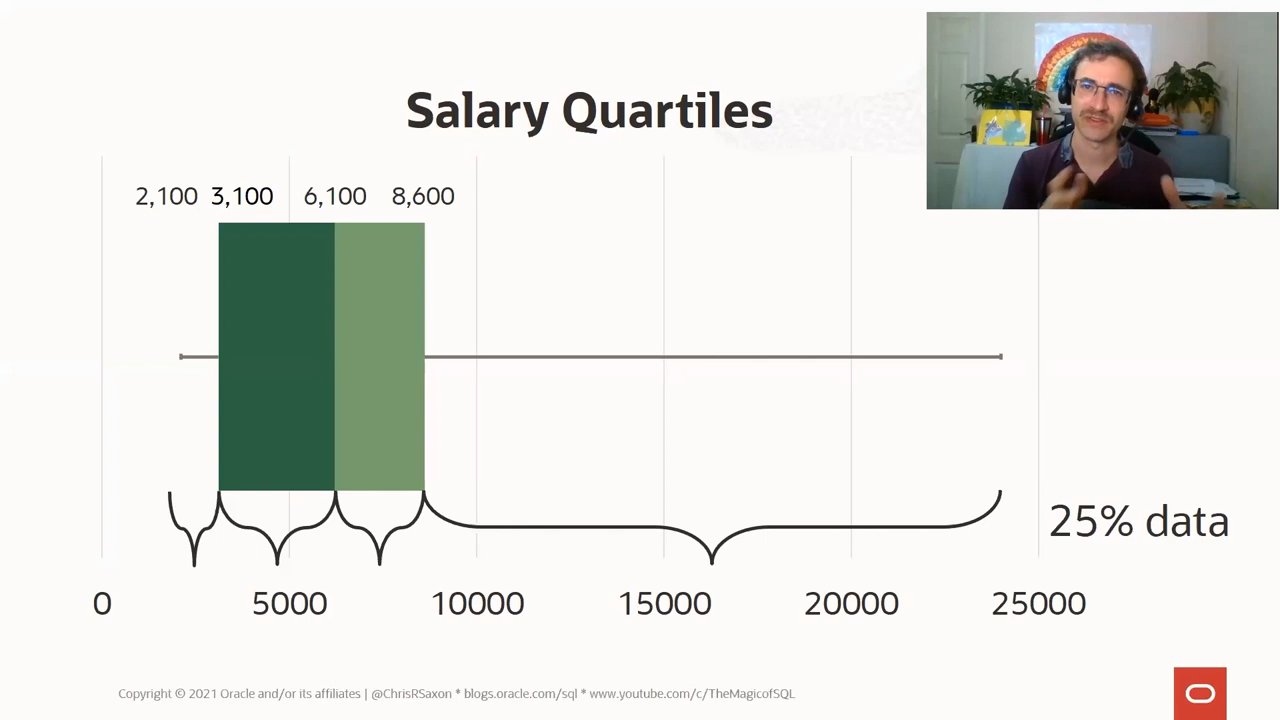 Salary Quartiles
2,100 3,100 6,100 8,600
25% data
0 5000 10000 15000 20000 25000
Copyright © 2021 Oracle and/or its affiliates | @ChrisRSaxon * blogs.oracle.com/sql * www.youtube.com/c/TheMagicofSQL